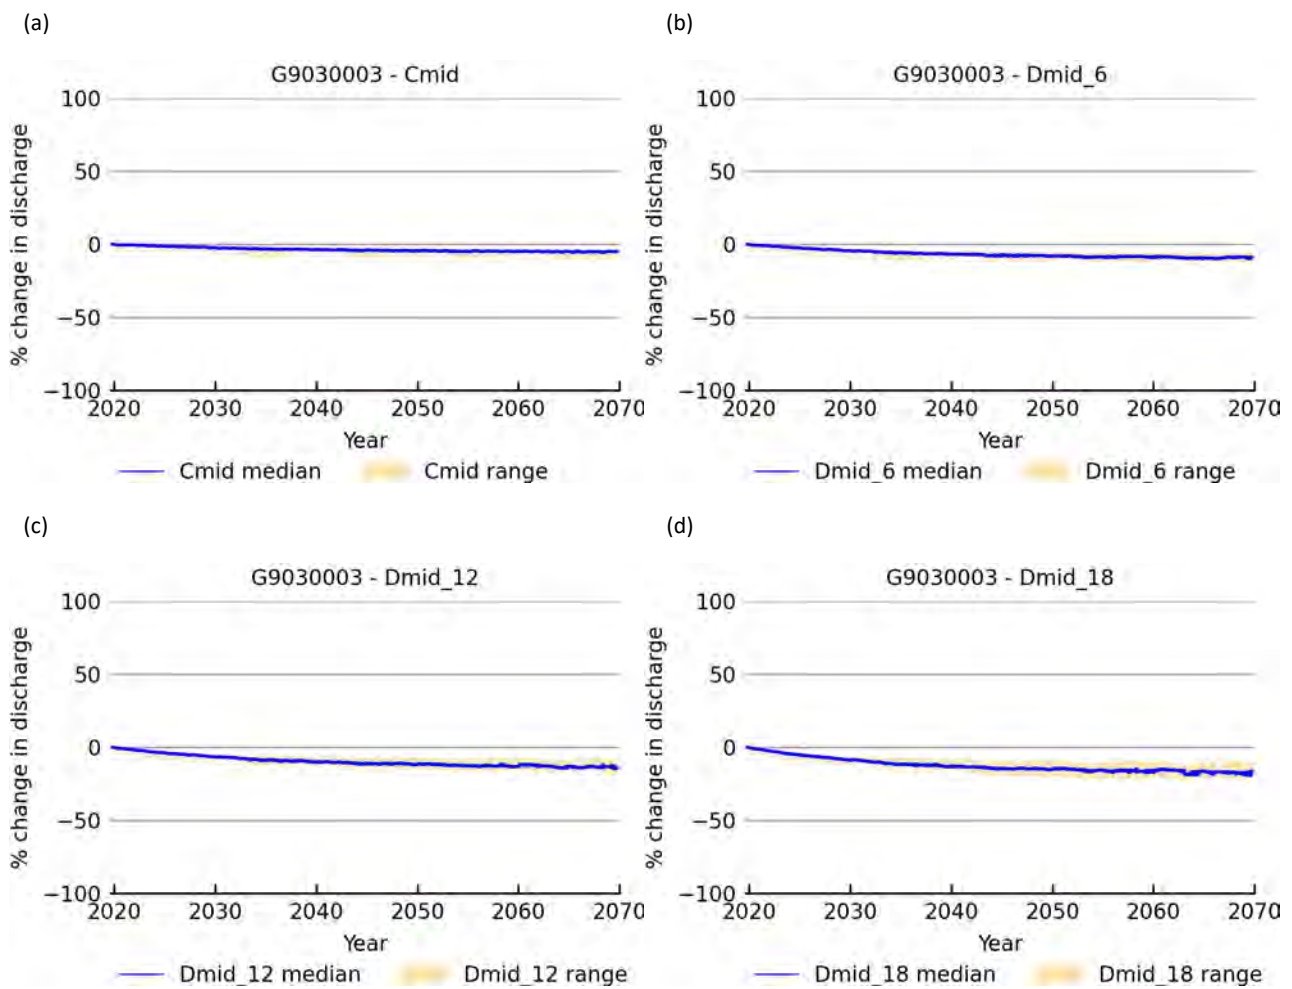 (a)
G9030003 - Cmid
100
50
0
−50
−100
% change in discharge
2020 2030 2040 2050 2060 2070
Year
Cmid median Cmid range
(b)
G9030003 - Dmid_6
100
50
0
−50
−100
% change in discharge
2020 2030 2040 2050 2060 2070
Year
Dmid_6 median Dmid_6 range
(c)
G9030003 - Dmid_12
100
50
0
−50
−100
% change in discharge
2020 2030 2040 2050 2060 2070
Year
Dmid_12 median Dmid_12 range
(d)
G9030003 - Dmid_18
100
50
0
−50
−100
% change in discharge
2020 2030 2040 2050 2060 2070
Year
Dmid_18 median Dmid_18 range